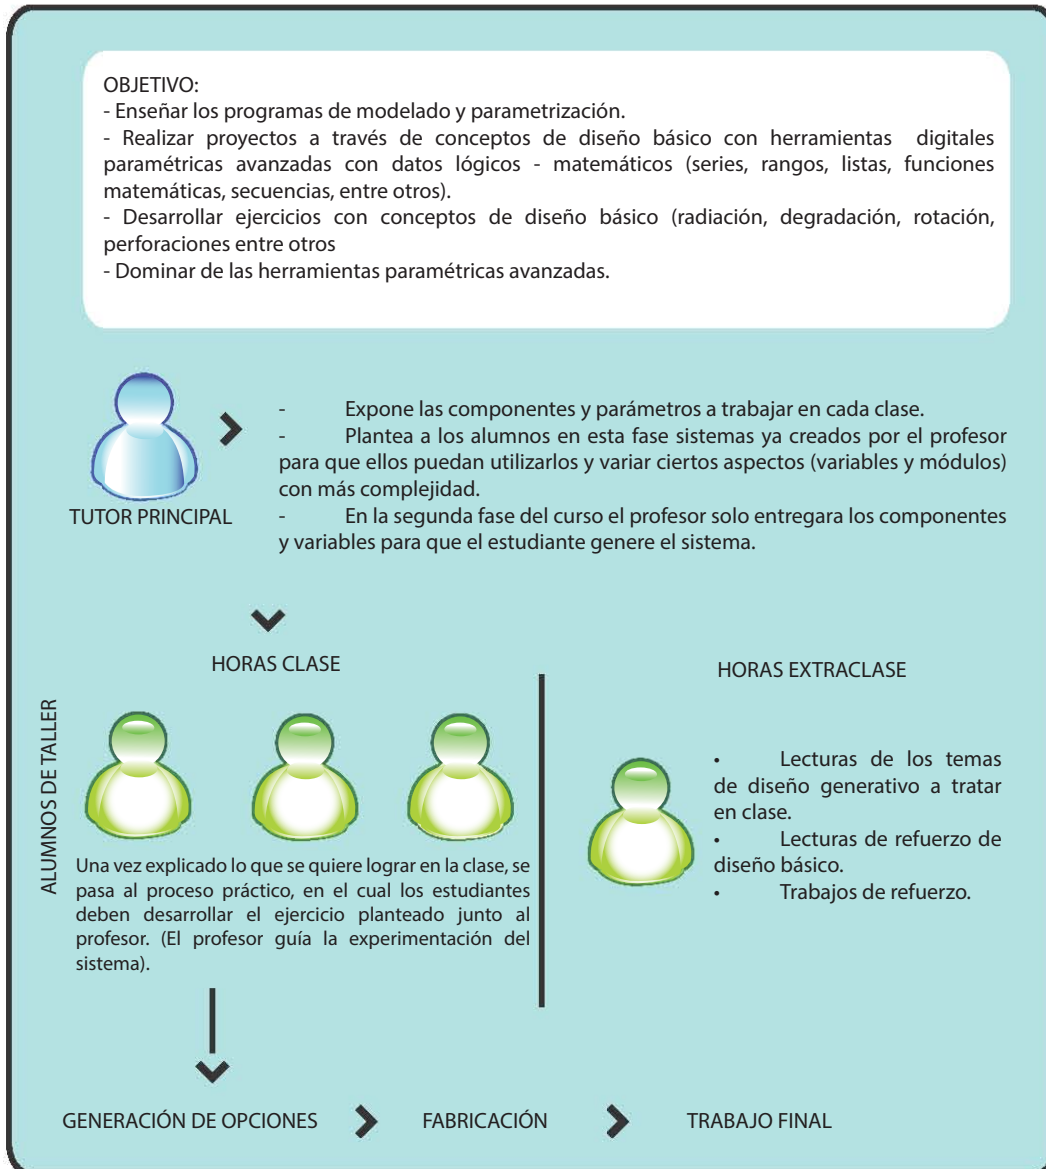 OBJETIVO:
- Enseñar los programas de modelado y parametrización.
- Realizar proyectos a través de conceptos de diseño básico con herramientas digitales
paramétricas avanzadas con datos lógicos - matemáticos (series, rangos, listas, funciones
matemáticas, secuencias, entre otros).
- Desarrollar ejercicios con conceptos de diseño básico (radiación, degradación, rotación,
perforaciones entre otros
- Dominar de las herramientas paramétricas avanzadas.
TUTOR PRINCIPAL
- Expone las componentes y parámetros a trabajar en cada clase.
- Plantea a los alumnos en esta fase sistemas ya creados por el profesor
para que ellos puedan utilizarlos y variar ciertos aspectos (variables y módulos)
con más complejidad.
- En la segunda fase del curso el profesor solo entregara los componentes
y variables para que el estudiante genere el sistema.
ALUMNOS DE TALLER
HORAS CLASE
Una vez explicado lo que se quiere lograr en la clase, se
pasa al proceso práctico, en el cual los estudiantes
deben desarrollar el ejercicio planteado junto al
profesor. (El profesor guía la experimentación del
sistema).
HORAS EXTRACLASE
• Lecturas de los temas
de diseño generativo a tratar
en clase.
• Lecturas de refuerzo de
diseño básico.
• Trabajos de refuerzo.
GENERACIÓN DE OPCIONES
FABRICACIÓN
TRABAJO FINAL